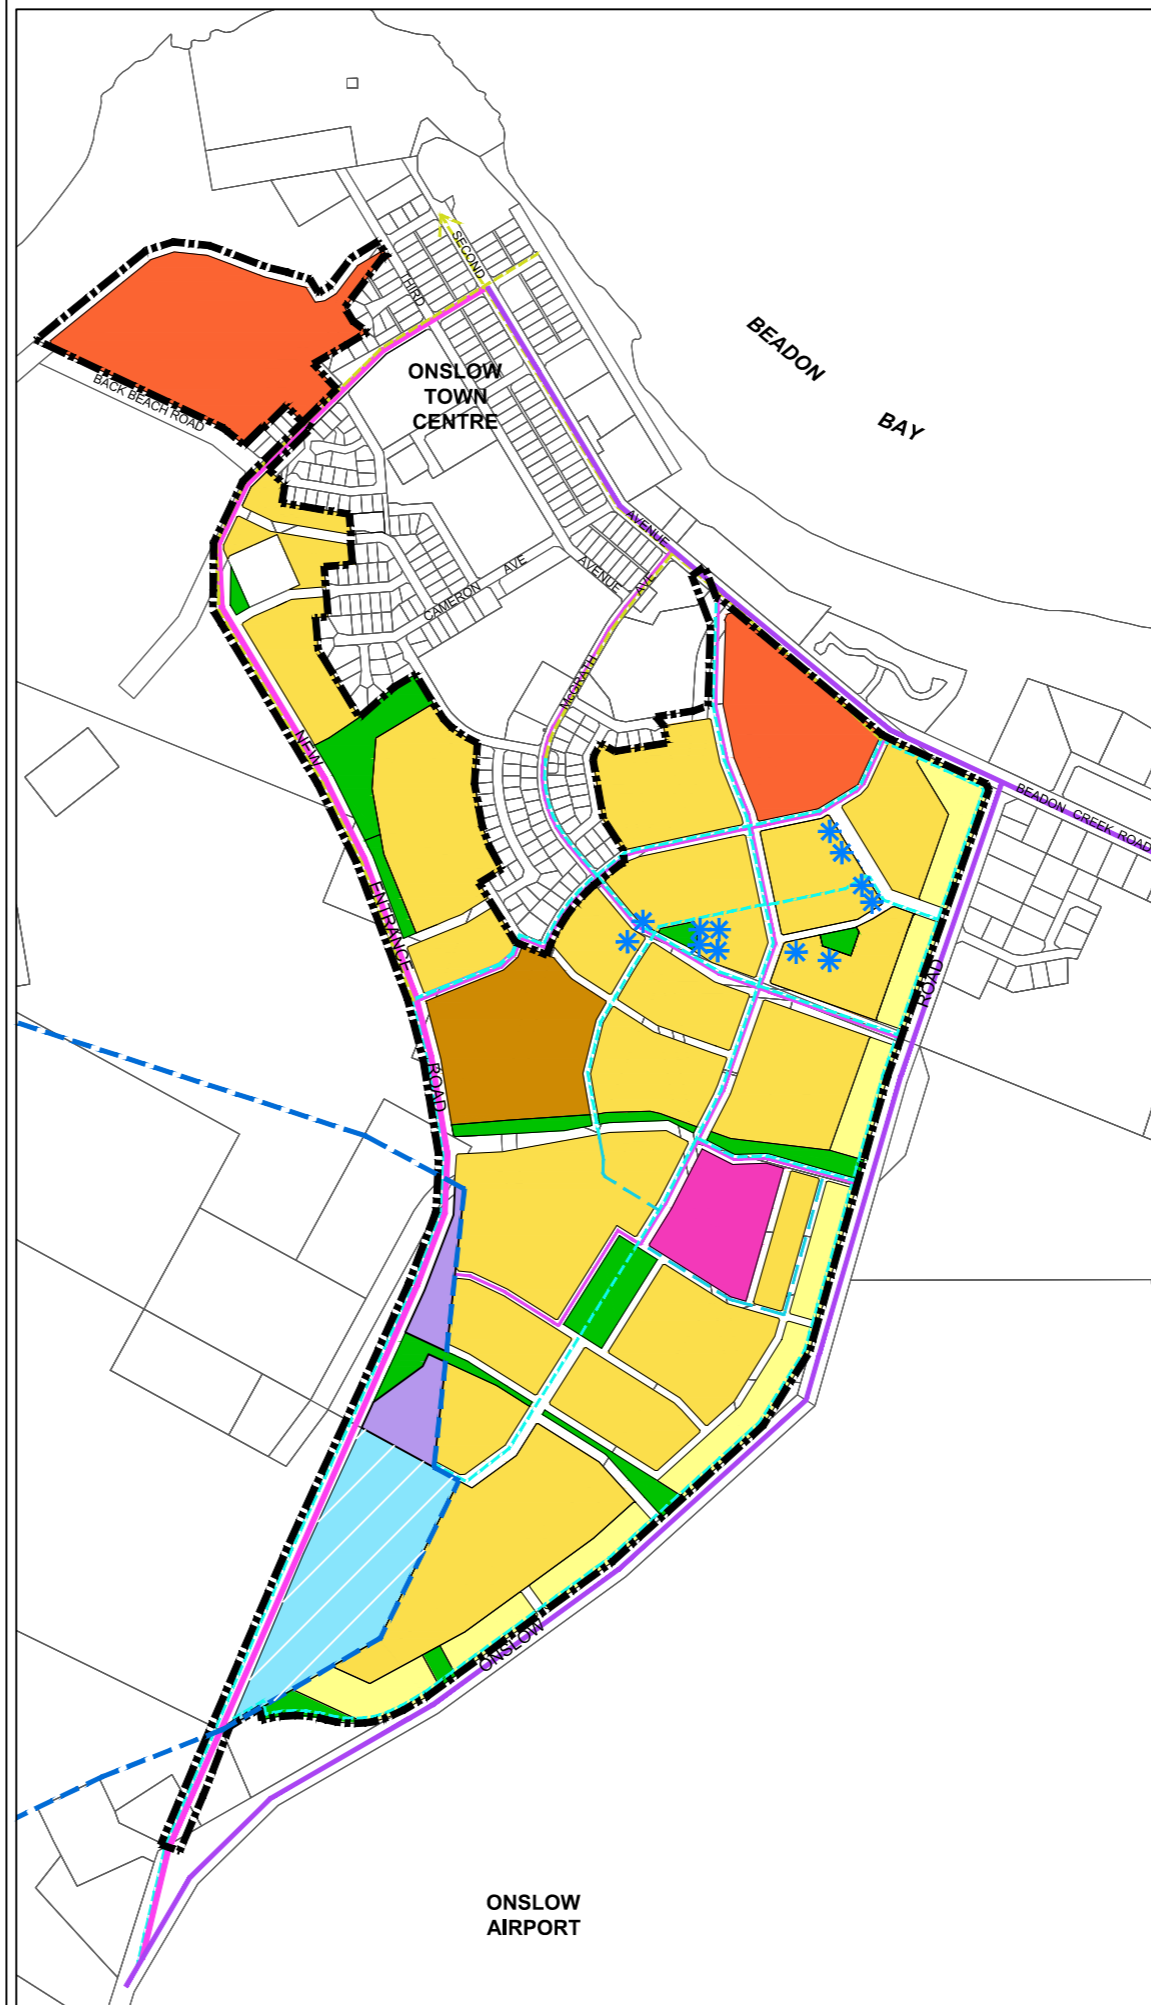 SECOND
THIRD
BEADON
BAY
ONSLOW
TOWN
CENTRE
BACK BEACH ROAD
AVENUE
AVE
AVENUE
AVE
CAMERON
McGRATH
NEW
BEADON CREEK ROAD
ENTRANCE
ROAD
ROAD
ONSLOW
ONSLOW
AIRPORT